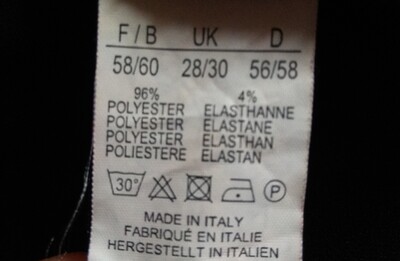 F / B UK D
58/60 28/30 56/58
96% 4%
POLYESTER ELASTHANNE
POLYESTER ELASTANE
POLYESTER ELASTHAN
POLIESTERE ELASTAN
30° P
MADE IN ITALY
FABRIQUÉ EN ITALIE
HERGESTELLT IN ITALIEN